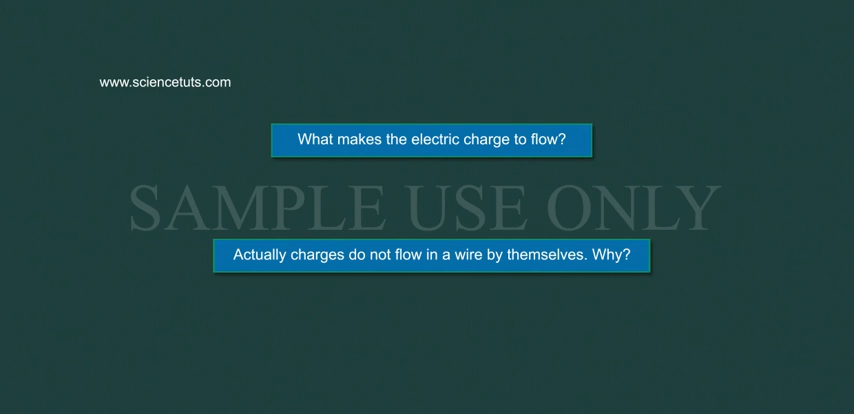 www.sciencetuts.com
What makes the electric charge to flow?
SAMPLE USE ONLY
Actually charges do not flow in a wire by themselves. Why?